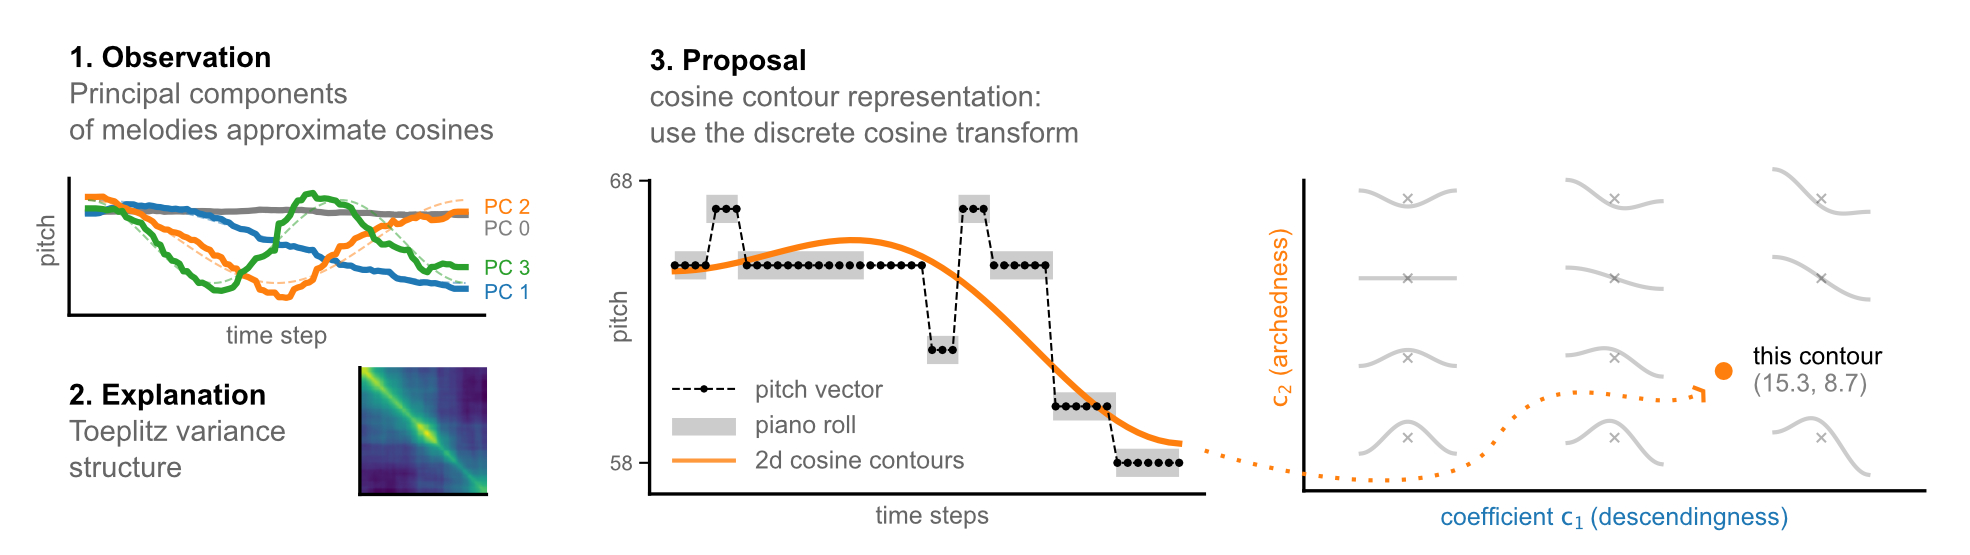 1. Observation
Principal components
of melodies approximate cosines
pitch
PC 2
PC 0
PC 3
PC 1
time step
2. Explanation
Toeplitz variance
structure
3. Proposal
cosine contour representation:
use the discrete cosine transform
68
58
pitch
pitch vector
piano roll
2d cosine contours
time steps
c₂ (archedness)
this contour
(15.3, 8.7)
coefficient c₁ (descendingness)